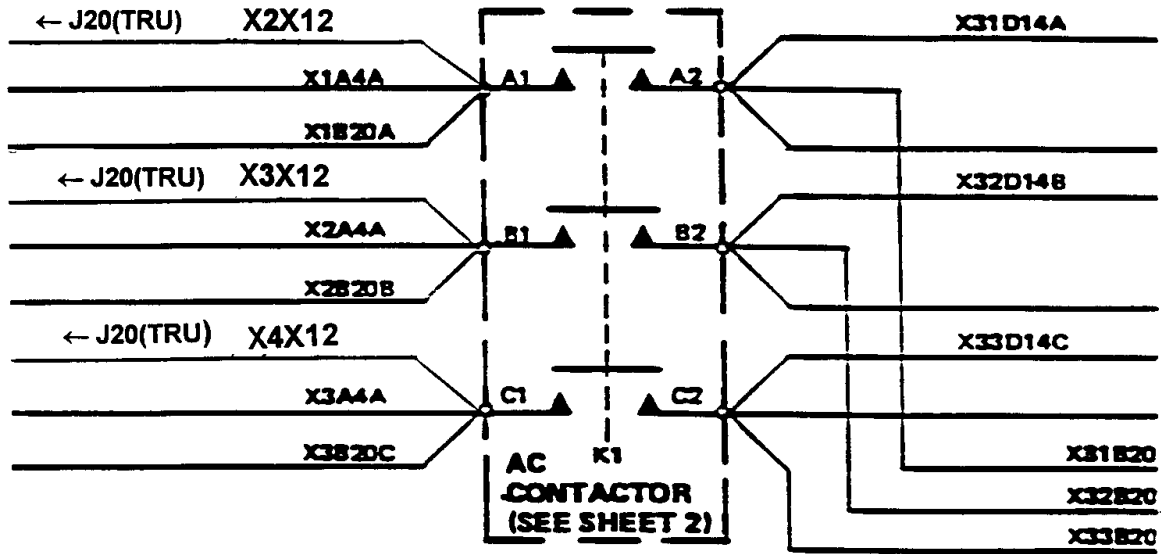 ← J20(TRU) X2X12
X31D14A
X1A4A
A1
A2
X1B20A
← J20(TRU) X3X12
X32D14B
X2A4A
B1
B2
X2B20B
← J20(TRU) X4X12
X33D14C
X3A4A
C1
C2
X3B20C
K1
X31B20
AC
CONTACTOR
(SEE SHEET 2)
X32B20
X33B20